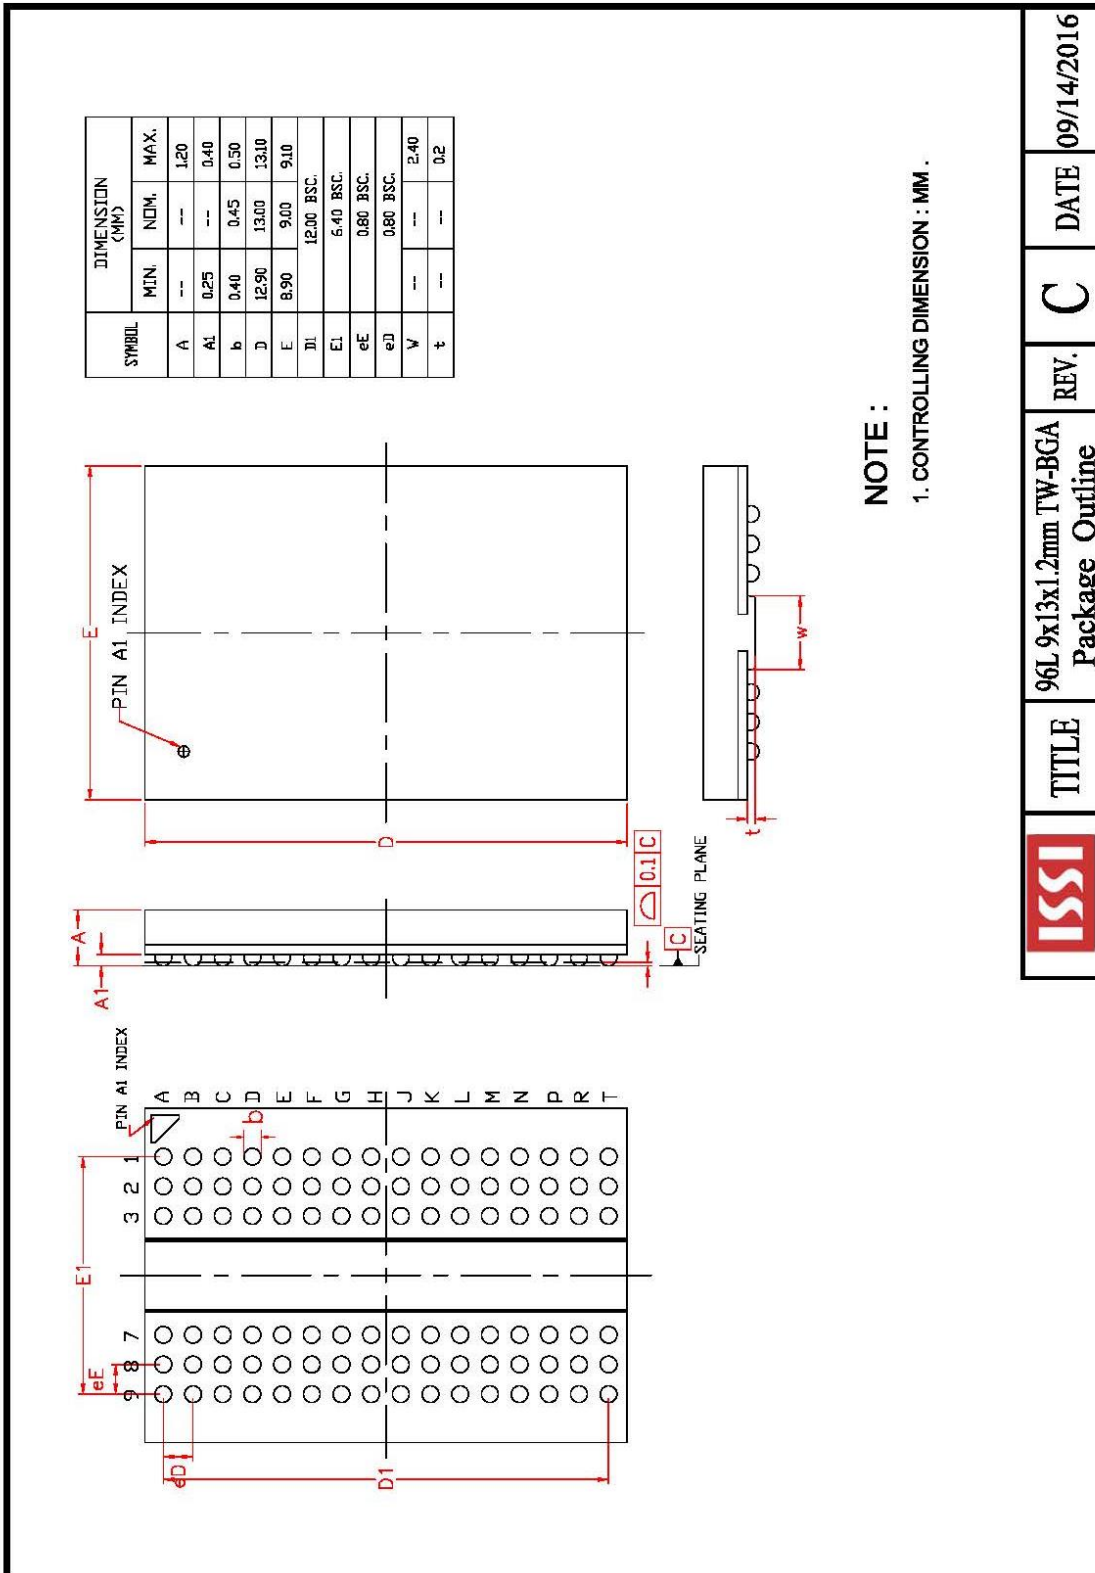 SYMBOL DIMENSION (MM)
MIN. NOM. MAX.
A -- -- 1.20
A1 0.25 -- 0.40
b 0.40 0.45 0.50
D 12.90 13.00 13.10
E 8.90 9.00 9.10
D1 12.00 BSC.
E1 6.40 BSC.
eE 0.80 BSC.
eD 0.80 BSC.
W -- -- 2.40
t -- -- 0.2
PIN A1 INDEX
E
D
A
A1
0.1 C
C
SEATING PLANE
w
t
PIN A1 INDEX
A B C D E F G H J K L M N P R T
1 2 3 7 8 9
b
E1
eE
eD
D1
NOTE :
1. CONTROLLING DIMENSION : MM .
ISSI
TITLE
96L 9x13x1.2mm TW-BGA
Package Outline
REV.
C
DATE
09/14/2016